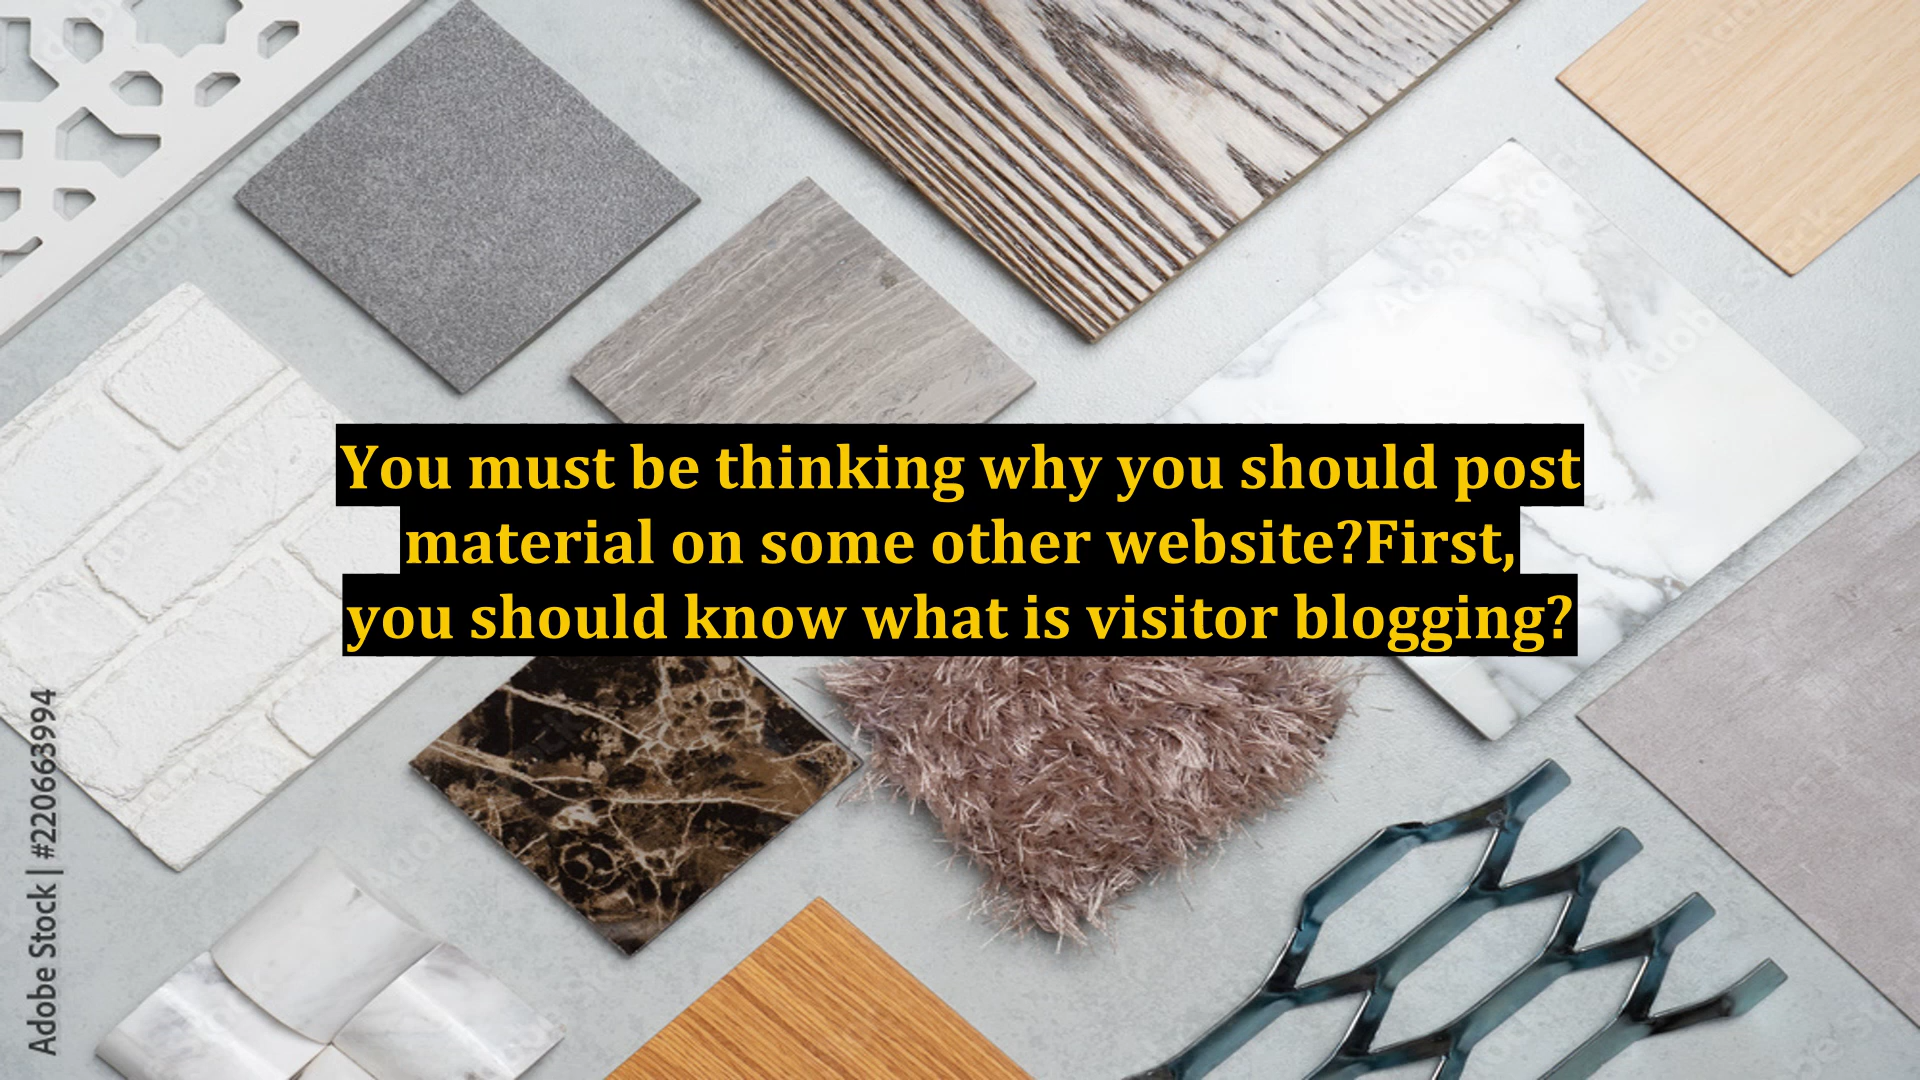 You must be thinking why you should post
material on some other website?First,
you should know what is visitor blogging?
Adobe Stock | #220663994